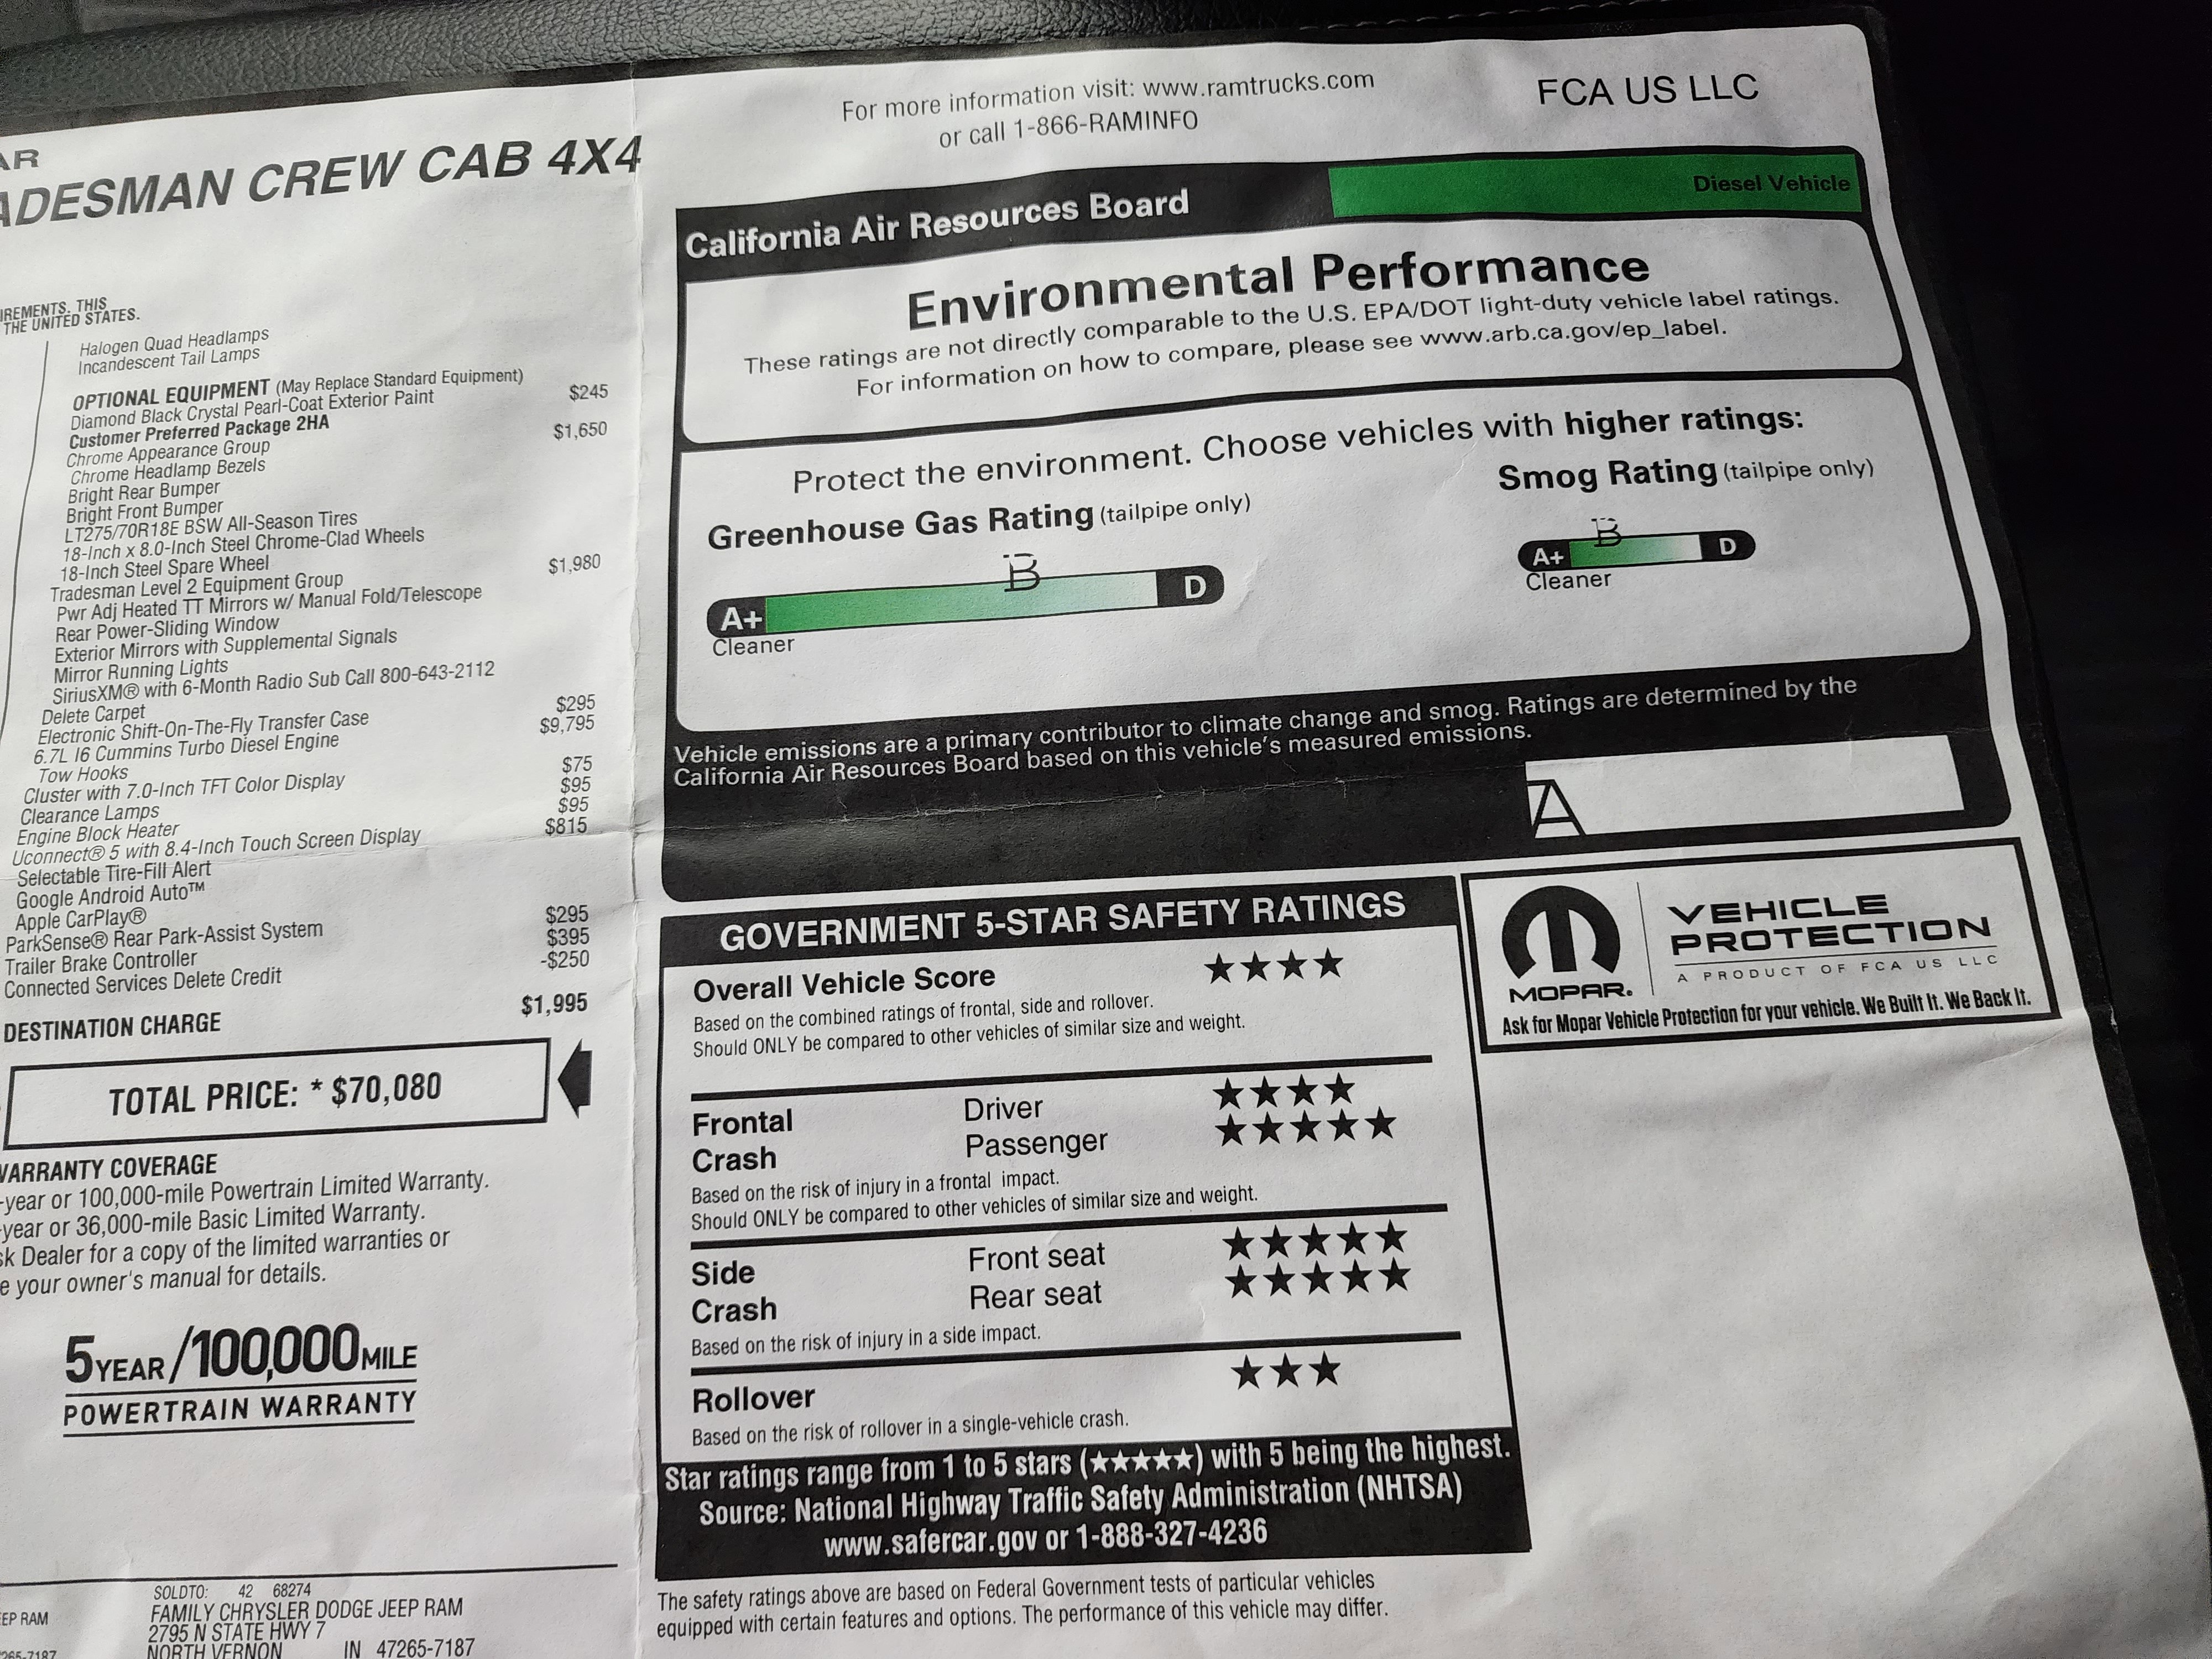 AR
ADESMAN CREW CAB 4X4
IREMENTS. THIS
THE UNITED STATES.
Halogen Quad Headlamps
Incandescent Tail Lamps
OPTIONAL EQUIPMENT (May Replace Standard Equipment)
Diamond Black Crystal Pearl-Coat Exterior Paint $245
Customer Preferred Package 2HA
Chrome Appearance Group $1,650
Chrome Headlamp Bezels
Bright Rear Bumper
Bright Front Bumper
LT275/70R18E BSW All-Season Tires
18-Inch x 8.0-Inch Steel Chrome-Clad Wheels
18-Inch Steel Spare Wheel
Tradesman Level 2 Equipment Group $1,980
Pwr Adj Heated TT Mirrors w/ Manual Fold/Telescope
Rear Power-Sliding Window
Exterior Mirrors with Supplemental Signals
Mirror Running Lights
SiriusXM® with 6-Month Radio Sub Call 800-643-2112
Delete Carpet
Electronic Shift-On-The-Fly Transfer Case $295
6.7L I6 Cummins Turbo Diesel Engine $9,795
Tow Hooks
Cluster with 7.0-Inch TFT Color Display $75
Clearance Lamps $95
Engine Block Heater $95
Uconnect® 5 with 8.4-Inch Touch Screen Display $815
Selectable Tire-Fill Alert
Google Android Auto™
Apple CarPlay®
ParkSense® Rear Park-Assist System $295
Trailer Brake Controller $395
Connected Services Delete Credit -$250
DESTINATION CHARGE $1,995
TOTAL PRICE: * $70,080
WARRANTY COVERAGE
-year or 100,000-mile Powertrain Limited Warranty.
-year or 36,000-mile Basic Limited Warranty.
sk Dealer for a copy of the limited warranties or
e your owner's manual for details.
5 YEAR/100,000 MILE
POWERTRAIN WARRANTY
EEP RAM
265-7187
SOLDTO: 42 68274
FAMILY CHRYSLER DODGE JEEP RAM
2795 N STATE HWY 7
NORTH VERNON IN 47265-7187
For more information visit: www.ramtrucks.com
or call 1-866-RAMINFO
FCA US LLC
California Air Resources Board
Diesel Vehicle
Environmental Performance
These ratings are not directly comparable to the U.S. EPA/DOT light-duty vehicle label ratings.
For information on how to compare, please see www.arb.ca.gov/ep_label.
Protect the environment. Choose vehicles with higher ratings:
Greenhouse Gas Rating (tailpipe only)
B
A+ D
Cleaner
Smog Rating (tailpipe only)
B
A+ D
Cleaner
Vehicle emissions are a primary contributor to climate change and smog. Ratings are determined by the
California Air Resources Board based on this vehicle's measured emissions.
A
GOVERNMENT 5-STAR SAFETY RATINGS
Overall Vehicle Score ★★★★
Based on the combined ratings of frontal, side and rollover.
Should ONLY be compared to other vehicles of similar size and weight.
Frontal Driver ★★★★
Crash Passenger ★★★★★
Based on the risk of injury in a frontal impact.
Should ONLY be compared to other vehicles of similar size and weight.
Side Front seat ★★★★★
Crash Rear seat ★★★★★
Based on the risk of injury in a side impact.
Rollover ★★★
Based on the risk of rollover in a single-vehicle crash.
Star ratings range from 1 to 5 stars (★★★★★) with 5 being the highest.
Source: National Highway Traffic Safety Administration (NHTSA)
www.safercar.gov or 1-888-327-4236
The safety ratings above are based on Federal Government tests of particular vehicles
equipped with certain features and options. The performance of this vehicle may differ.
MOPAR.
VEHICLE
PROTECTION
A PRODUCT OF FCA US LLC
Ask for Mopar Vehicle Protection for your vehicle. We Built It. We Back It.